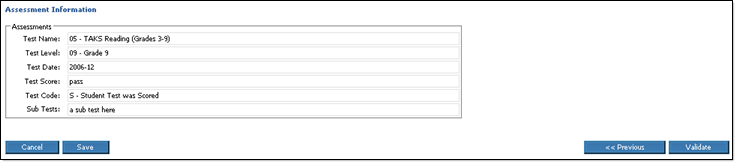 Assessment Information
Assessments
Test Name: 05 - TAKS Reading (Grades 3-9)
Test Level: 09 - Grade 9
Test Date: 2006-12
Test Score: pass
Test Code: S - Student Test was Scored
Sub Tests: a sub test here
Cancel Save << Previous Validate